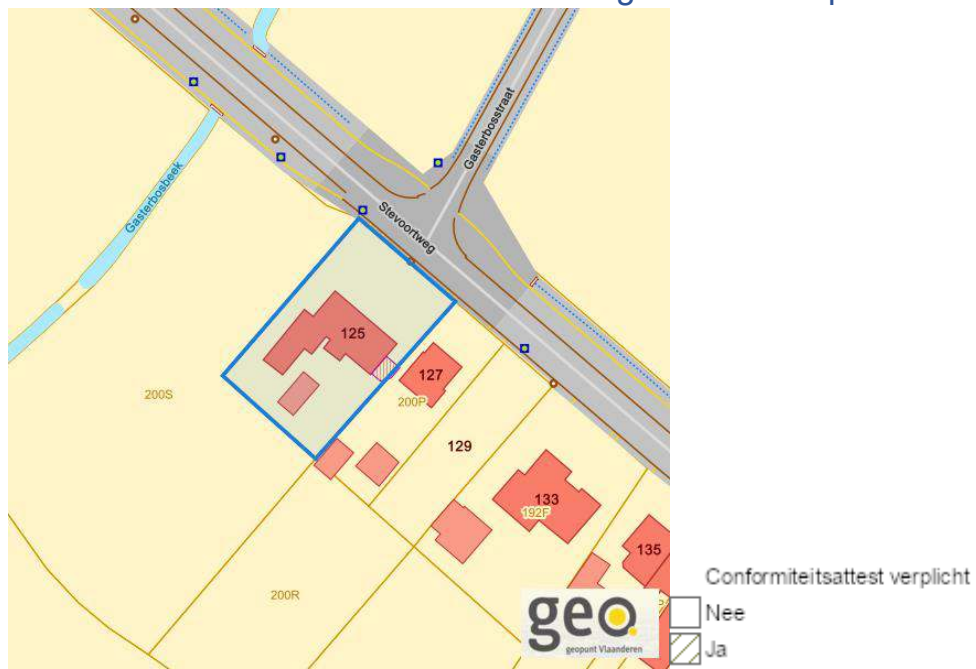 Gasterbosstraat
Gasterbosbeek
Stevoortweg
125
127
200S
200P
129
133
192F
135
200R
Conformiteitsattest verplicht
geo
geopunt Vlaanderen
Nee
Ja